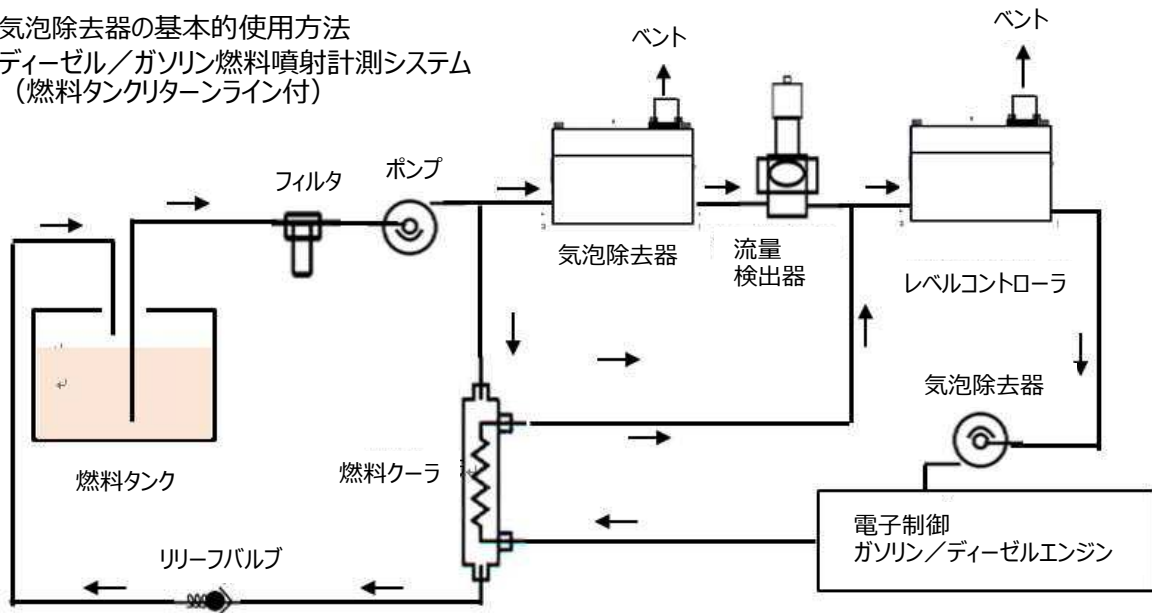 気泡除去器の基本的使用方法
ディーゼル／ガソリン燃料噴射計測システム
（燃料タンクリターンライン付）
ベント
ベント
フィルタ
ポンプ
気泡除去器
流量
検出器
レベルコントローラ
気泡除去器
燃料タンク
燃料クーラ
電子制御
ガソリン／ディーゼルエンジン
リリーフバルブ